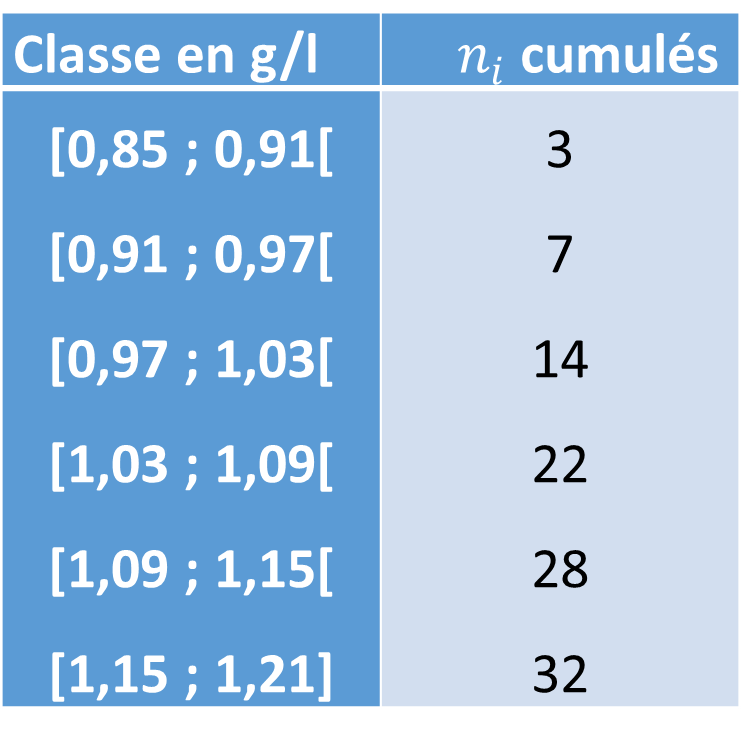 Classe en g/l n_i cumulés
[0,85 ; 0,91[ 3
[0,91 ; 0,97[ 7
[0,97 ; 1,03[ 14
[1,03 ; 1,09[ 22
[1,09 ; 1,15[ 28
[1,15 ; 1,21] 32